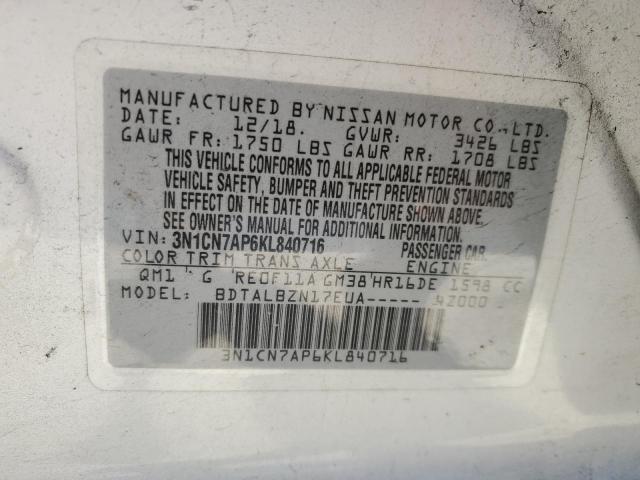 MANUFACTURED BY NISSAN MOTOR CO.,LTD.
DATE: 12/18. GVWR: 3426 LBS
GAWR FR: 1750 LBS GAWR RR: 1708 LBS
THIS VEHICLE CONFORMS TO ALL APPLICABLE FEDERAL MOTOR
VEHICLE SAFETY, BUMPER AND THEFT PREVENTION STANDARDS
IN EFFECT ON THE DATE OF MANUFACTURE SHOWN ABOVE.
SEE OWNER'S MANUAL FOR ADDITIONAL INFORMATION.
VIN: 3N1CN7AP6KL840716 PASSENGER CAR
COLOR TRIM TRANS AXLE ENGINE
QM1 G RE0F11A GM38 HR16DE 1598 CC
BDTALBZN17EUA----- 4Z000
3N1CN7AP6KL840716